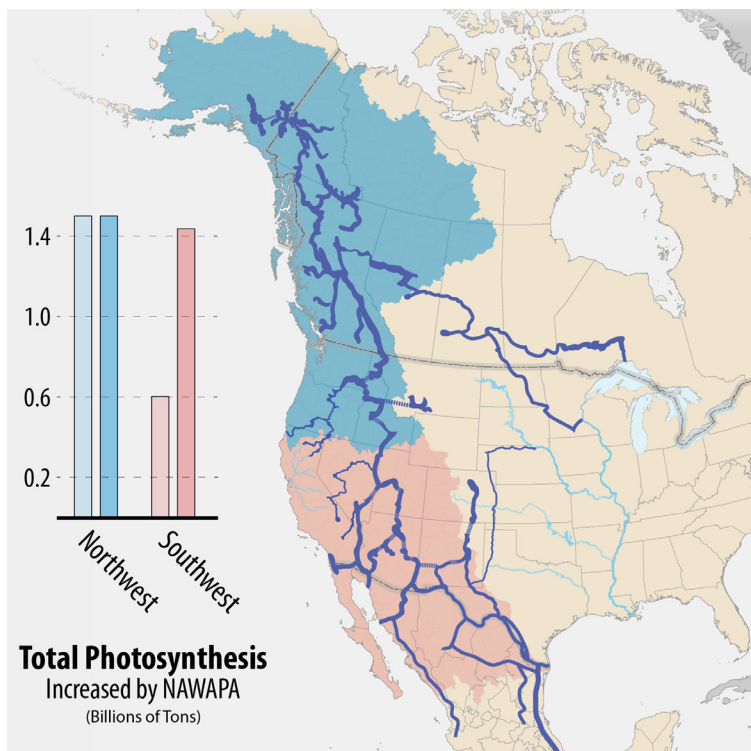 1.4
1.0
0.6
0.2
Northwest
Southwest
Total Photosynthesis
Increased by NAWAPA
(Billions of Tons)